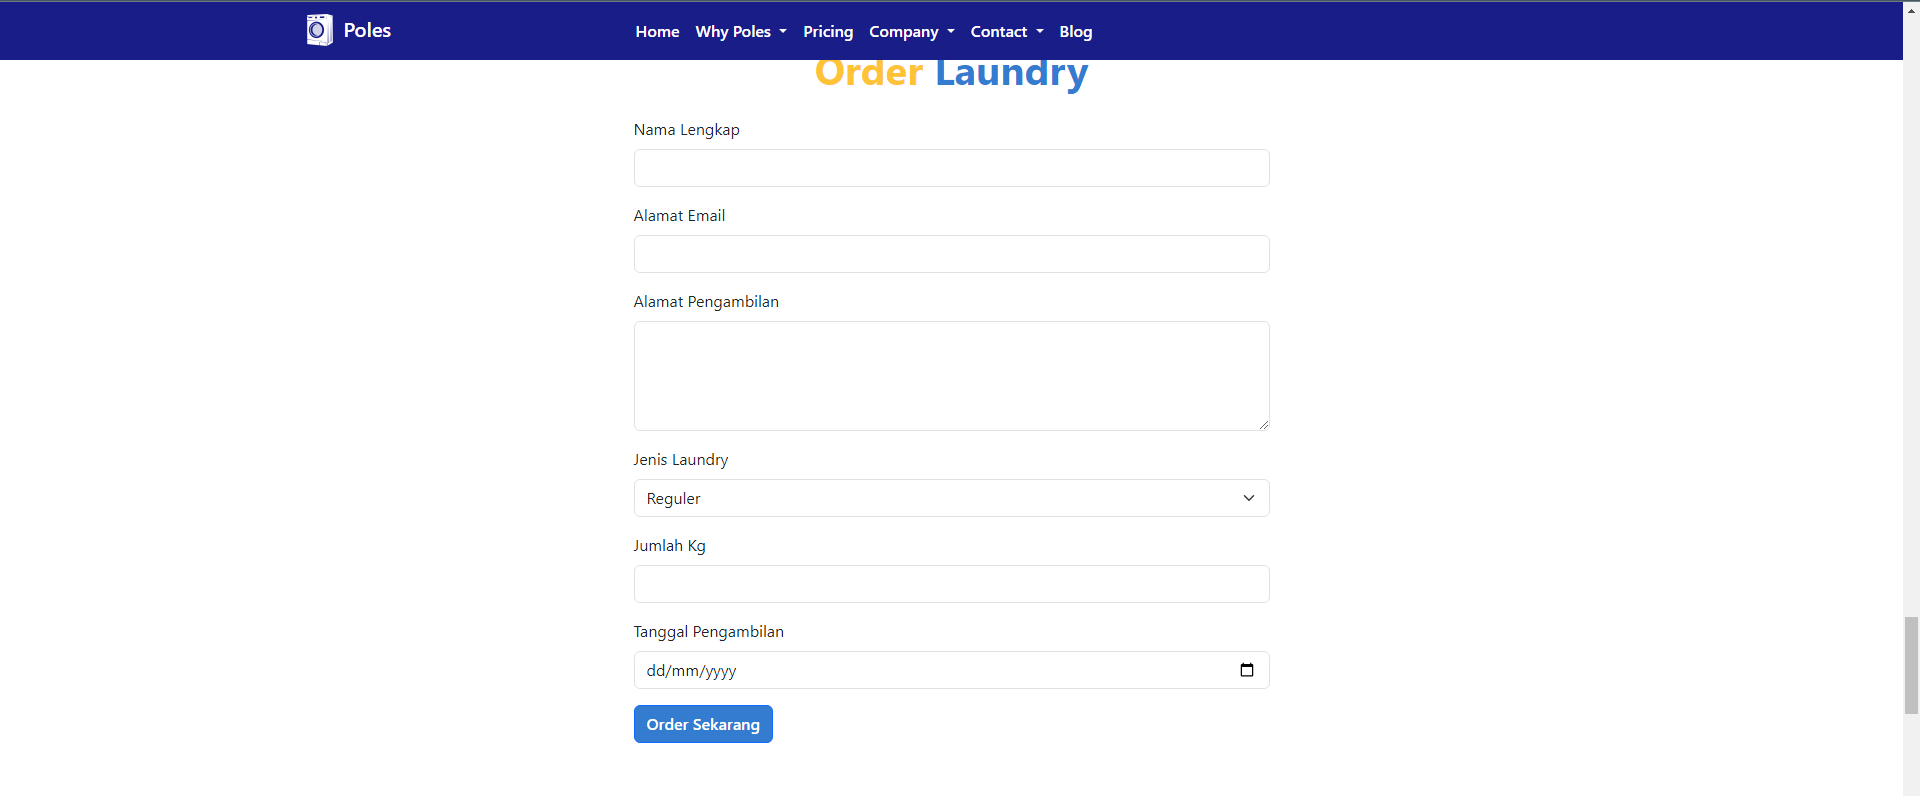 Poles
Home Why Poles Pricing Company Contact Blog
Order Laundry
Nama Lengkap
Alamat Email
Alamat Pengambilan
Jenis Laundry
Reguler
Jumlah Kg
Tanggal Pengambilan
dd/mm/yyyy
Order Sekarang